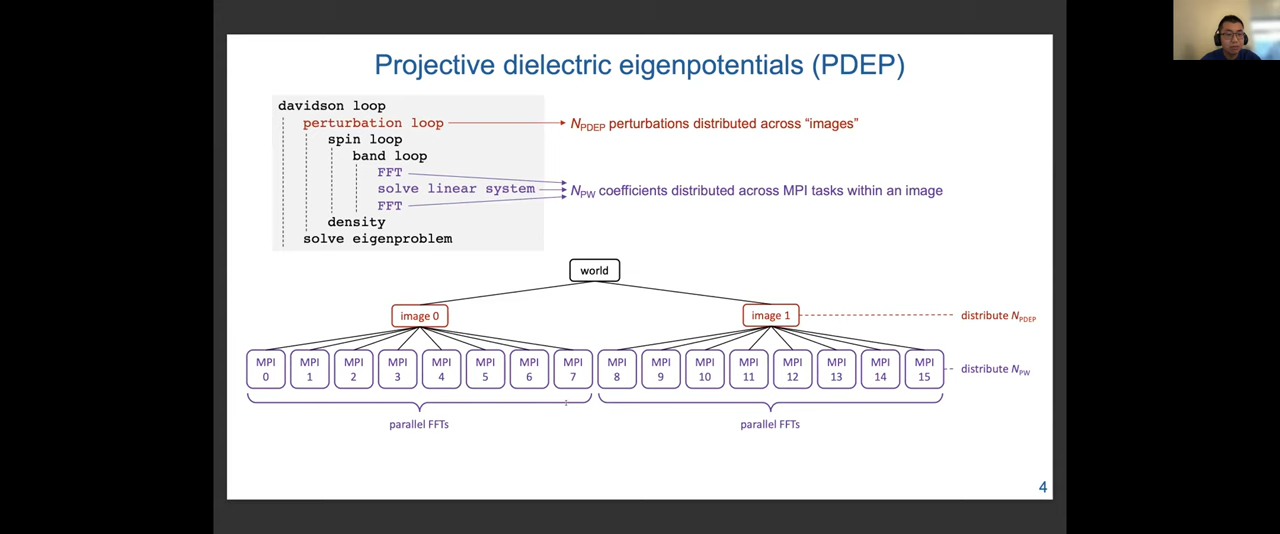 Projective dielectric eigenpotentials (PDEP)
davidson loop
perturbation loop
N_PDEP perturbations distributed across “images”
spin loop
band loop
FFT
solve linear system
N_PW coefficients distributed across MPI tasks within an image
FFT
density
solve eigenproblem
world
image 0
image 1
distribute N_PDEP
MPI 0
MPI 1
MPI 2
MPI 3
MPI 4
MPI 5
MPI 6
MPI 7
MPI 8
MPI 9
MPI 10
MPI 11
MPI 12
MPI 13
MPI 14
MPI 15
distribute N_PW
parallel FFTs
parallel FFTs
4